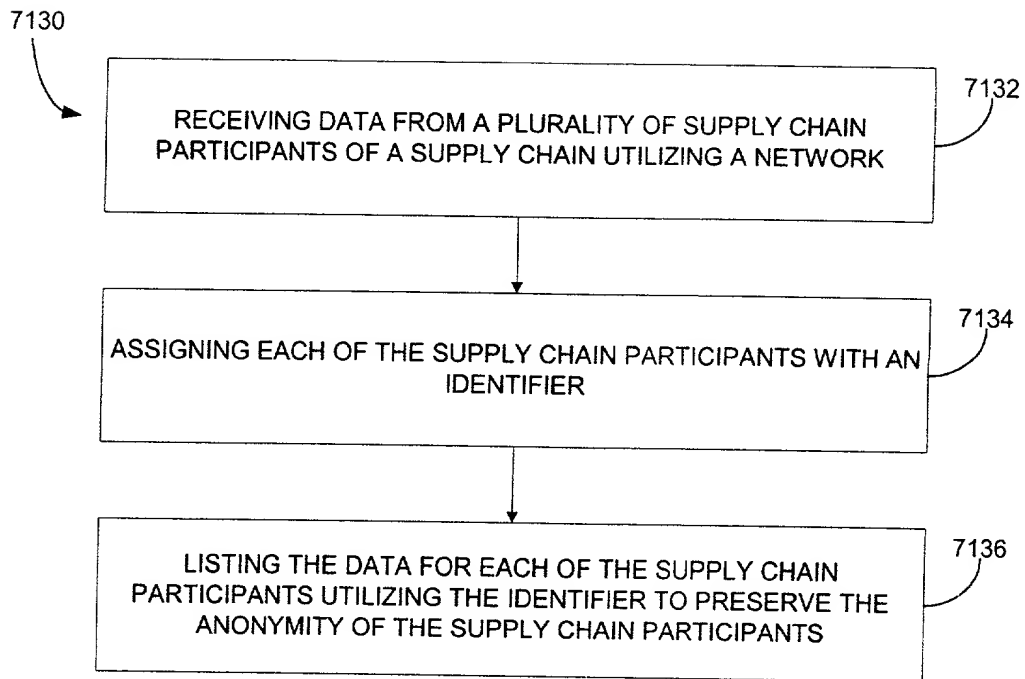 7130
7132
RECEIVING DATA FROM A PLURALITY OF SUPPLY CHAIN
PARTICIPANTS OF A SUPPLY CHAIN UTILIZING A NETWORK
7134
ASSIGNING EACH OF THE SUPPLY CHAIN PARTICIPANTS WITH AN
IDENTIFIER
7136
LISTING THE DATA FOR EACH OF THE SUPPLY CHAIN
PARTICIPANTS UTILIZING THE IDENTIFIER TO PRESERVE THE
ANONYMITY OF THE SUPPLY CHAIN PARTICIPANTS